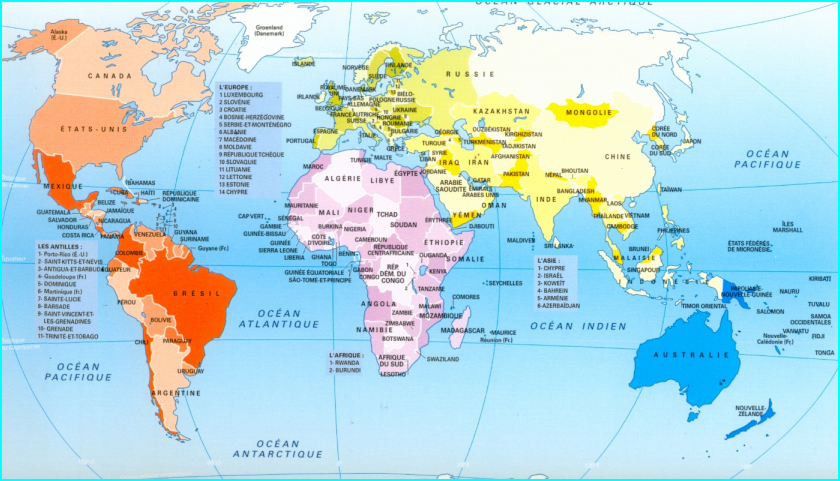 OCÉAN GLACIAL ARCTIQUE
Alaska
(É.-U.)
Groenland
(Danemark)
CANADA
ÉTATS-UNIS
MEXIQUE
BAHAMAS
CUBA
HAÏTI
RÉPUBLIQUE
DOMINICAINE
BELIZE
JAMAÏQUE
GUATEMALA
SALVADOR
HONDURAS
NICARAGUA
COSTA RICA
PANAMA
VENEZUELA
GUYANA
SURINAME
Guyane (Fr.)
COLOMBIE
ÉQUATEUR
PÉROU
BRÉSIL
BOLIVIE
PARAGUAY
CHILI
URUGUAY
ARGENTINE
LES ANTILLES :
1- Porto-Rico (É.-U.)
2- SAINT-KITTS-ET-NÉVIS
3- ANTIGUA-ET-BARBUDA
4- Guadeloupe (Fr.)
5- DOMINIQUE
6- Martinique (fr.)
7- SAINTE-LUCIE
8- BARBADE
9- SAINT-VINCENT-ET-
LES-GRENADINES
10- GRENADE
11- TRINITE-ET-TOBAGO
OCÉAN
PACIFIQUE
OCÉAN
ATLANTIQUE
OCÉAN
ANTARCTIQUE
L'EUROPE :
1 LUXEMBOURG
2 SLOVÉNIE
3 CROATIE
4 BOSNE-HERZÉGOVINE
5 SERBIE-ET-MONTÉNÉGRO
6 ALBANIE
7 MACÉDOINE
8 MOLDAVIE
9 RÉPUBLIQUE TCHÈQUE
10 SLOVAQUIE
11 LITUANIE
12 LETTONIE
13 ESTONIE
14 CHYPRE
ISLANDE
NORVÈGE
SUÈDE
FINLANDE
ROYAUME
UNI
DANEMARK
IRLANDE
PAYS-BAS
BELGIQUE
ALLEMAGNE
POLOGNE
BIÉLO-
RUSSIE
UKRAINE
FRANCE
AUTRICHE
SUISSE
HONGRIE
ROUMANIE
BULGARIE
ITALIE
ESPAGNE
PORTUGAL
GRÈCE
MALTE
RUSSIE
KAZAKHSTAN
MONGOLIE
GÉORGIE
OUZBÉKISTAN
KIRGHIZISTAN
TURQUIE
TURKMÉNISTAN
TADJIKISTAN
SYRIE
LIBAN
IRAQ
IRAN
AFGHANISTAN
JORDANIE
ARABIE
SAOUDITE
QATAR
ÉMIRATS
ARABES UNIS
OMAN
YÉMEN
PAKISTAN
NÉPAL
BHOUTAN
INDE
BANGLADESH
MYANMAR
LAOS
THAÏLANDE
VIETNAM
CAMBODGE
CHINE
CORÉE
DU NORD
CORÉE
DU SUD
JAPON
TAIWAN
PHILIPPINES
BRUNEI
MALAISIE
SINGAPOUR
INDONÉSIE
TIMOR ORIENTAL
MALDIVES
SRI LANKA
L'ASIE :
1- CHYPRE
2- ISRAËL
3- KOWEÏT
4- BAHREIN
5- ARMÉNIE
6- AZERBAÏDJAN
MAROC
TUNISIE
ALGÉRIE
LIBYE
ÉGYPTE
MAURITANIE
MALI
NIGER
TCHAD
SOUDAN
ÉRYTHRÉE
DJIBOUTI
CAP VERT
SÉNÉGAL
GAMBIE
GUINÉE-BISSAU
GUINÉE
SIERRA LEONE
LIBERIA
CÔTE
D'IVOIRE
BURKINA
GHANA
TOGO
BÉNIN
NIGERIA
CAMEROUN
RÉPUBLIQUE
CENTRAFRICAINE
ÉTHIOPIE
SOMALIE
OUGANDA
KENYA
GUINÉE ÉQUATORIALE
SÃO-TOMÉ-E-PRINCIPE
GABON
CONGO
RÉP.
DÉM. DU
CONGO
TANZANIE
SEYCHELLES
COMORES
ANGOLA
ZAMBIE
MALAWI
MOZAMBIQUE
ZIMBABWE
NAMIBIE
BOTSWANA
MADAGASCAR
MAURICE
Réunion (Fr.)
AFRIQUE
DU SUD
SWAZILAND
LESOTHO
L'AFRIQUE :
1- RWANDA
2- BURUNDI
OCÉAN INDIEN
OCÉAN
PACIFIQUE
ÎLES
MARSHALL
ÉTATS FÉDÉRÉS
DE MICRONÉSIE
KIRIBATI
NAURU
PAPOUASIE-
NOUVELLE-GUINÉE
TUVALU
SALOMON
SAMOA
OCCIDENTALES
VANUATU
FIDJI
Nouvelle-
Calédonie (Fr.)
TONGA
AUSTRALIE
NOUVELLE-
ZÉLANDE